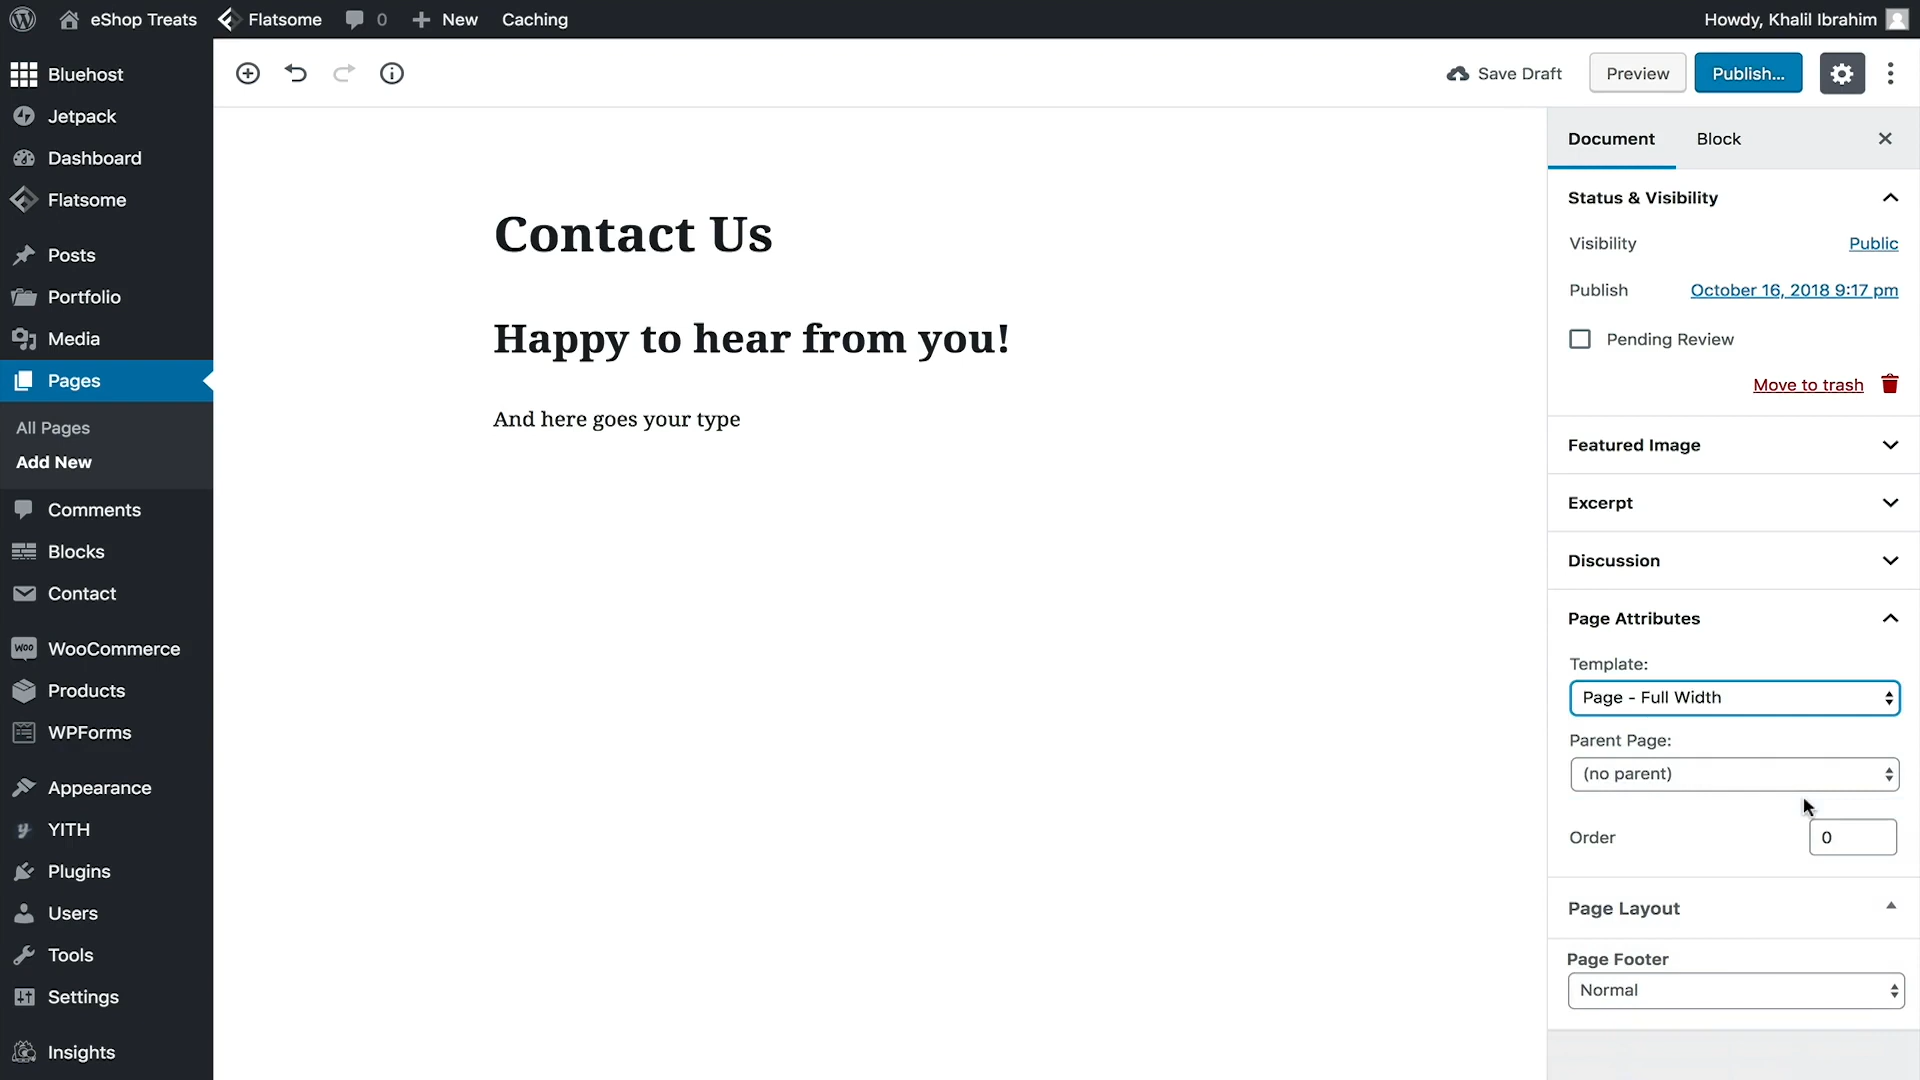 eShop Treats Flatsome 0 New Caching Howdy, Khalil Ibrahim
Bluehost
Jetpack
Dashboard
Flatsome
Posts
Portfolio
Media
Pages
All Pages
Add New
Comments
Blocks
Contact
WOO WooCommerce
Products
WPForms
Appearance
YITH
Plugins
Users
Tools
Settings
Insights
Save Draft Preview Publish...
Contact Us
Happy to hear from you!
And here goes your type
Document Block
Status & Visibility
Visibility Public
Publish October 16, 2018 9:17 pm
Pending Review
Move to trash
Featured Image
Excerpt
Discussion
Page Attributes
Template:
Page - Full Width
Parent Page:
(no parent)
Order 0
Page Layout
Page Footer
Normal